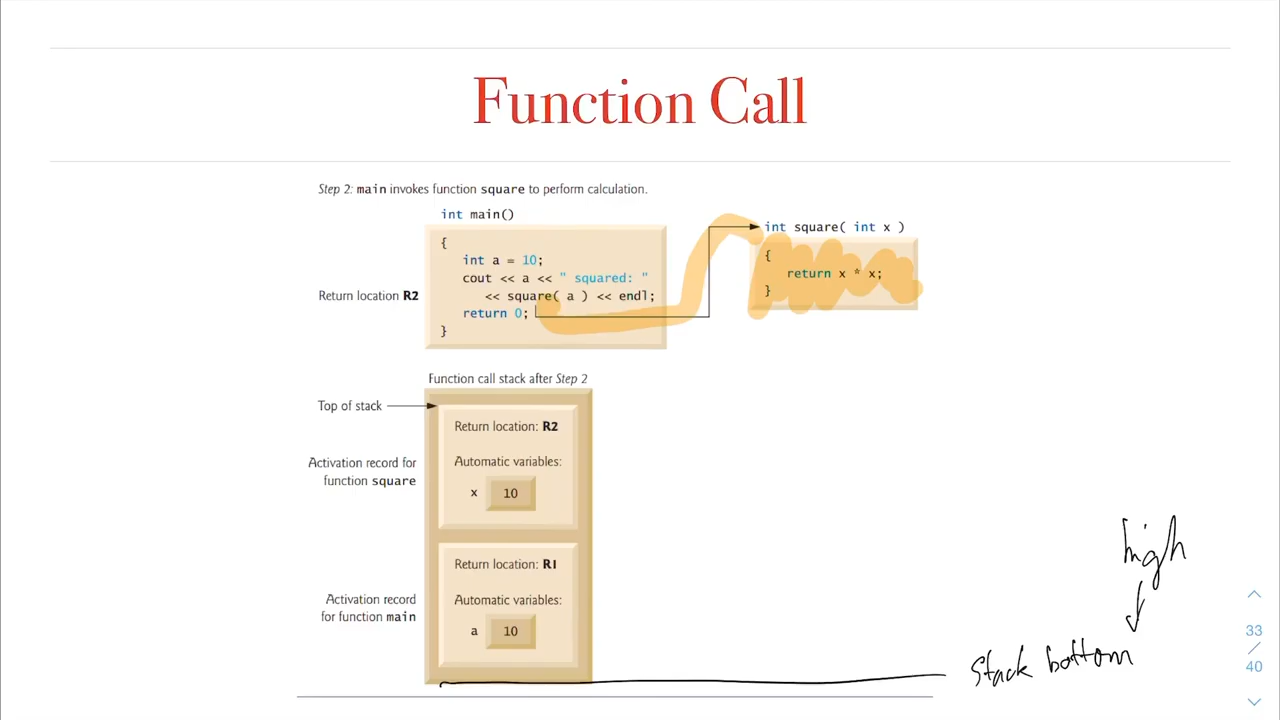 Function Call
Step 2: main invokes function square to perform calculation.
int main()
{
int a = 10;
cout << a << " squared: "
<< square( a ) << endl;
return 0;
}
Return location R2
int square( int x )
{
return x * x;
}
Function call stack after Step 2
Top of stack
Return location: R2
Activation record for
function square
Automatic variables:
x 10
Return location: R1
Activation record
for function main
Automatic variables:
a 10
high
stack bottom
33
/
40